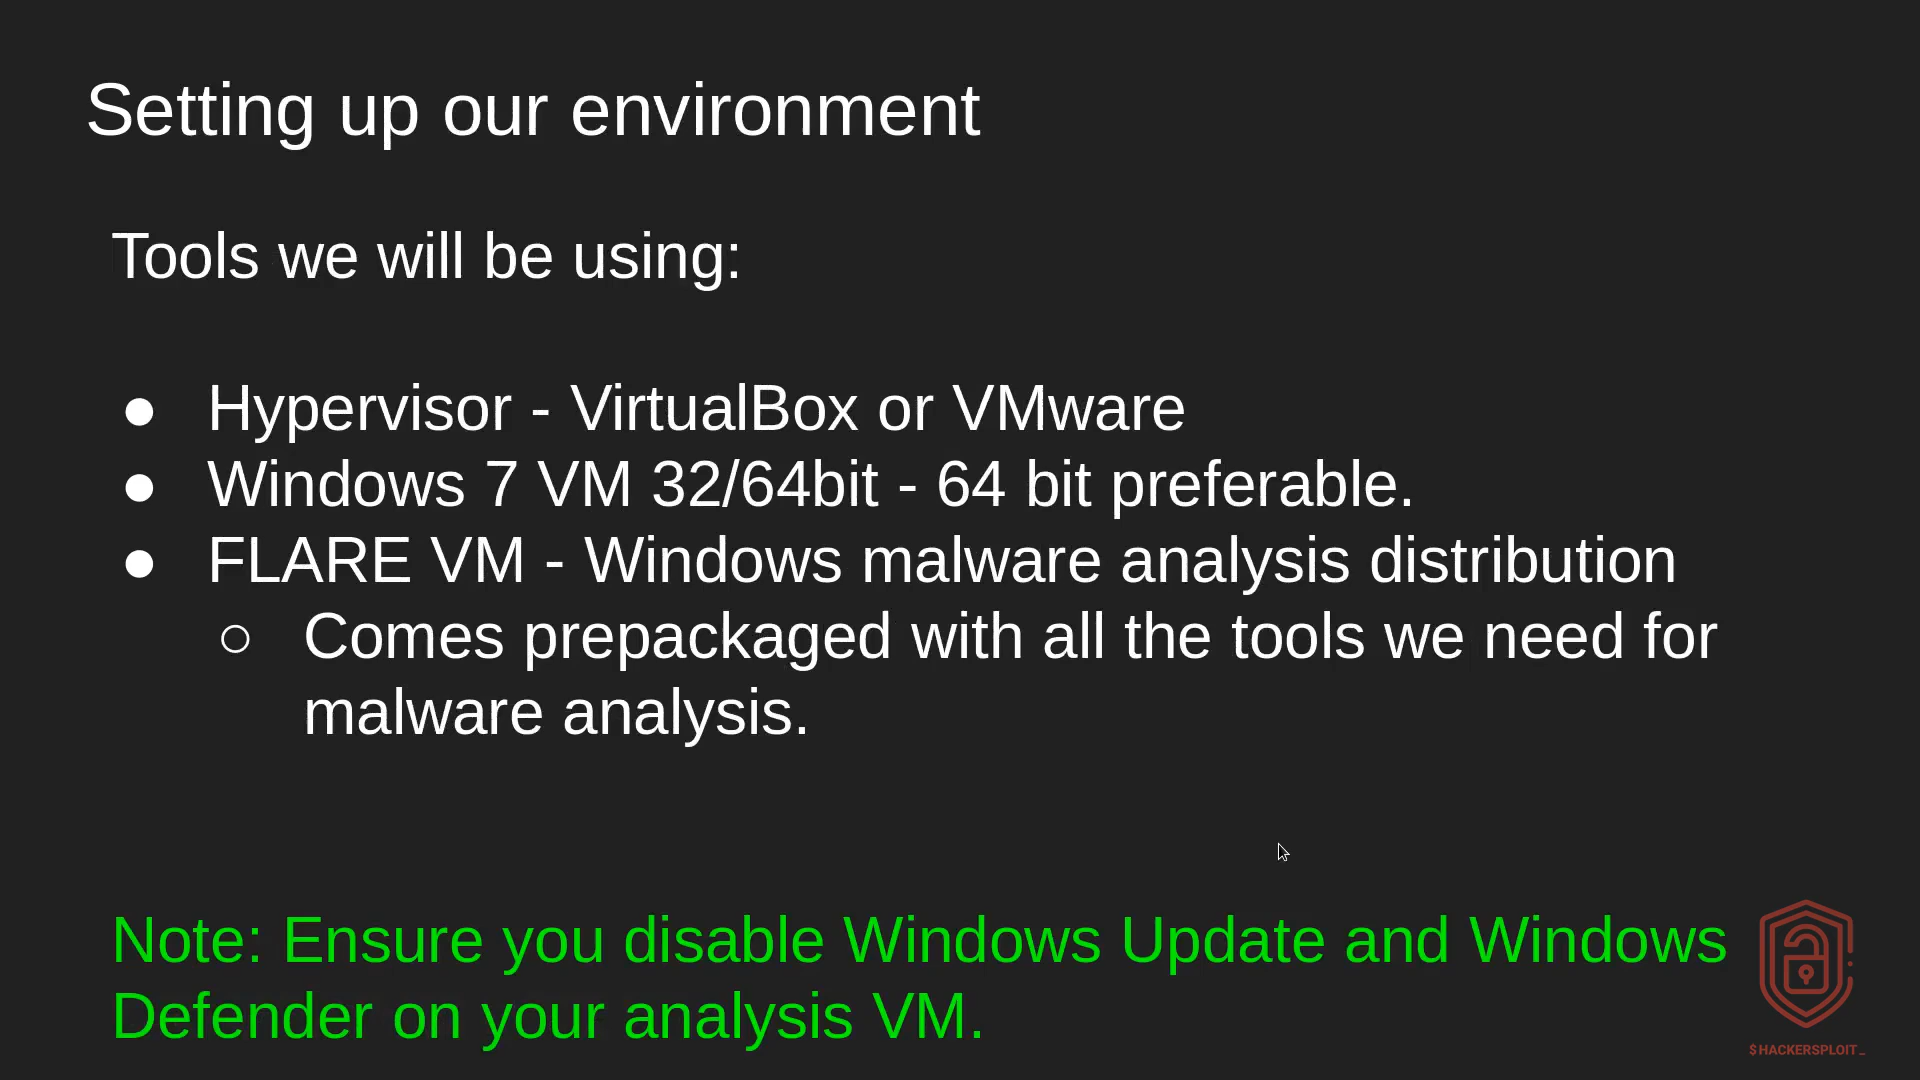 Setting up our environment
Tools we will be using:
● Hypervisor - VirtualBox or VMware
● Windows 7 VM 32/64bit - 64 bit preferable.
● FLARE VM - Windows malware analysis distribution
○ Comes prepackaged with all the tools we need for
malware analysis.
Note: Ensure you disable Windows Update and Windows
Defender on your analysis VM.
$HACKERSPLOIT_